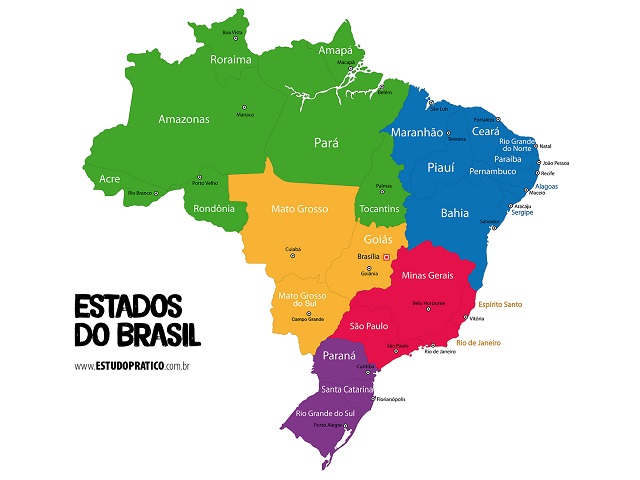 Boa Vista
Roraima
Amapá
Macapá
Belém
Amazonas
Manaus
Pará
São Luís
Maranhão
Teresina
Fortaleza
Ceará
Rio Grande
do Norte
Natal
Paraíba
João Pessoa
Piauí
Pernambuco
Recife
Alagoas
Maceio
Aracaju
Sergipe
Acre
Rio Branco
Porto Velho
Rondônia
Mato Grosso
Palmas
Tocantins
Bahia
Salvador
Goiás
Cuiabá
Brasília
Goiânia
Minas Gerais
Mato Grosso
do Sul
Campo Grande
Belo Horizonte
Espírito Santo
Vitória
São Paulo
Rio de Janeiro
São Paulo
Rio de Janeiro
Paraná
Curitiba
Santa Catarina
Florianópolis
Rio Grande do Sul
Porto Alegre
ESTADOS
DO BRASIL
www.ESTUDOPRATICO.com.br